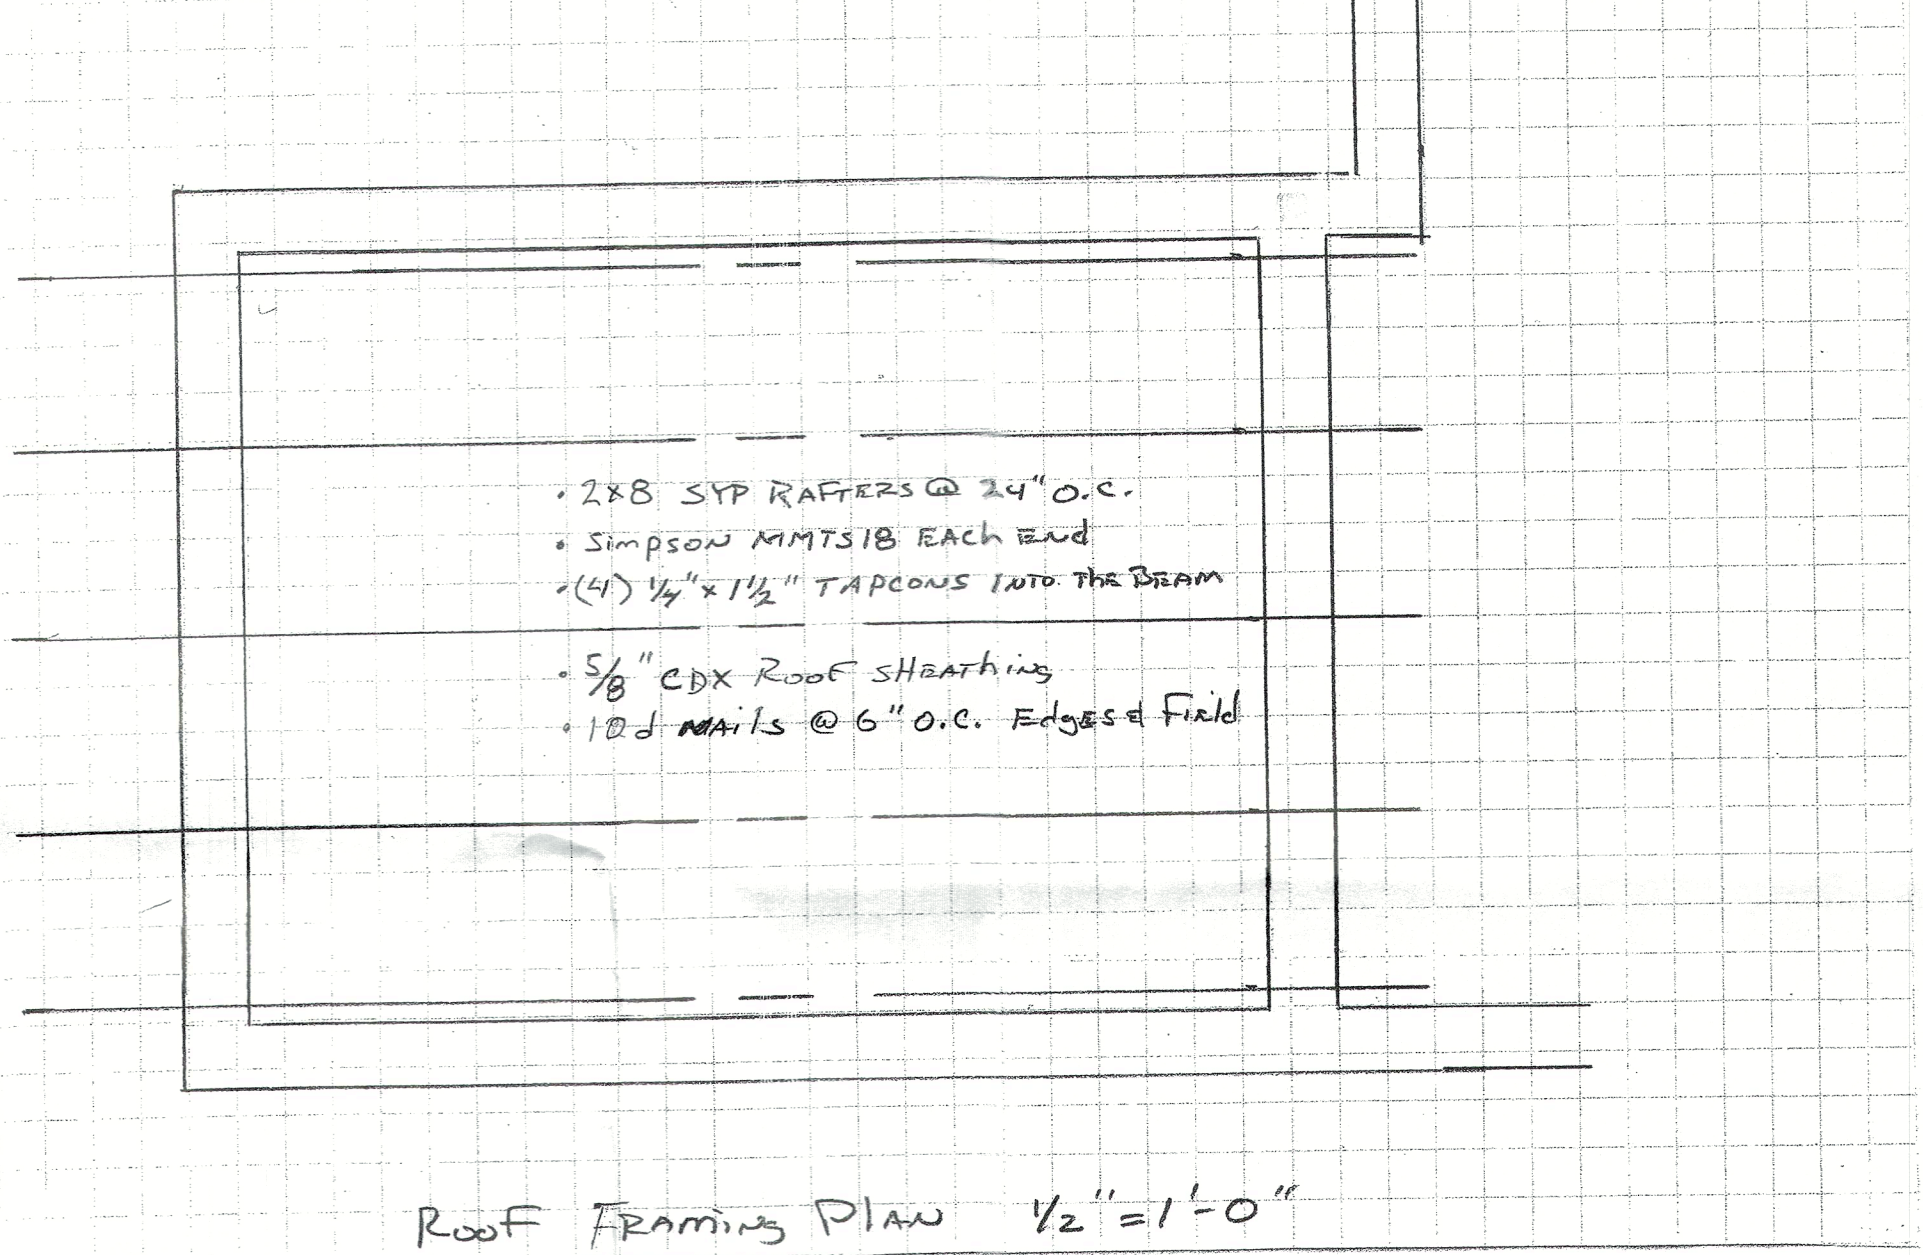 • 2x8 SYP RAFTERS @ 24" O.C.
• Simpson MMTS18 EACh End
• (4) 1/4" x 1 1/2" TAPCONS INTO The BEAM
• 5/8" CDX Roof SHEAThing
• 10d NAils @ 6" O.C. Edges & Field
RooF FRAMING PlAN 1/2" = 1'-0"